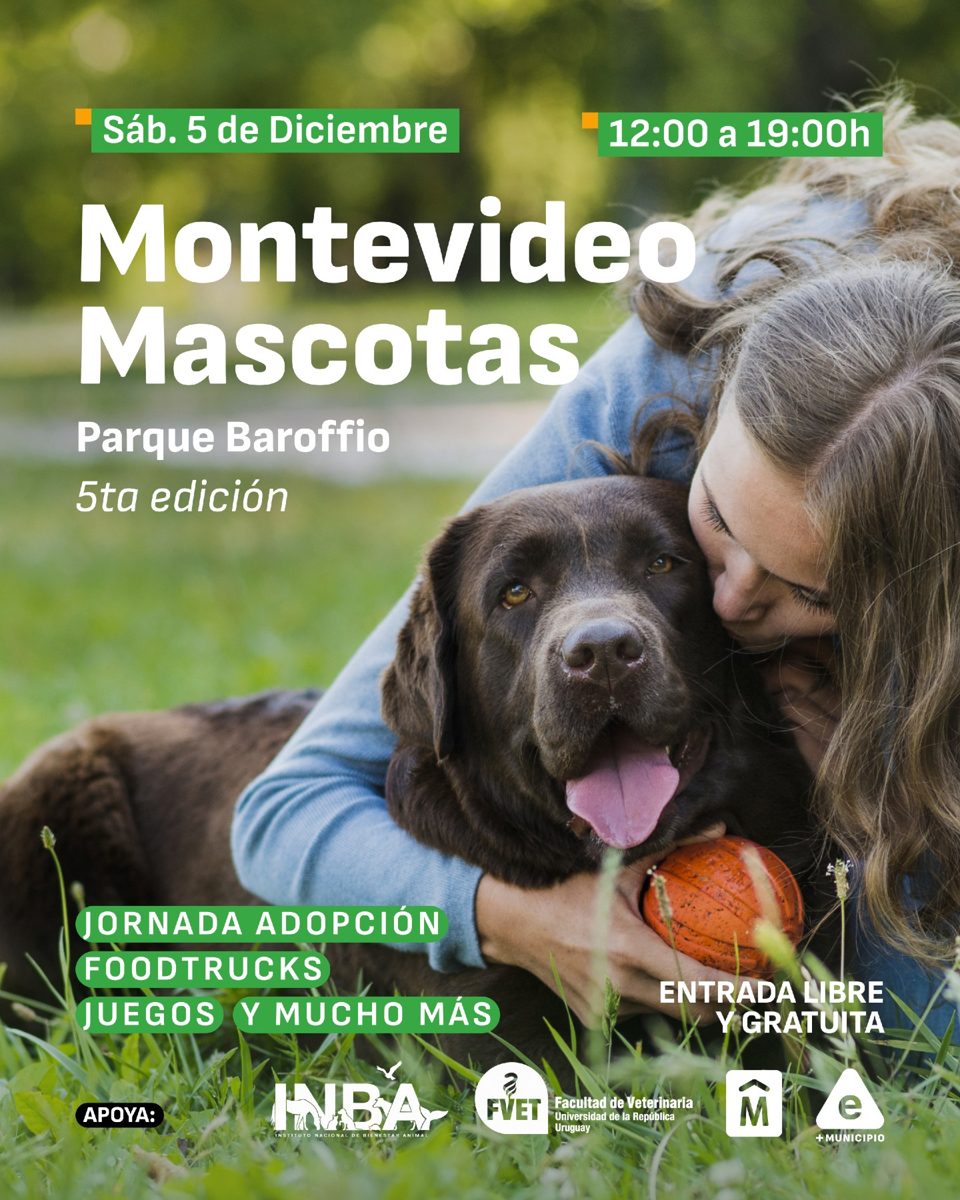 Sáb. 5 de Diciembre
12:00 a 19:00h
Montevideo
Mascotas
Parque Baroffio
5ta edición
JORNADA ADOPCIÓN
FOODTRUCKS
JUEGOS Y MUCHO MÁS
ENTRADA LIBRE
Y GRATUITA
APOYA:
INBA
INSTITUTO NACIONAL DE BIENESTAR ANIMAL
FVET
Facultad de Veterinaria
Universidad de la República
Uruguay
M
e
+MUNICIPIO